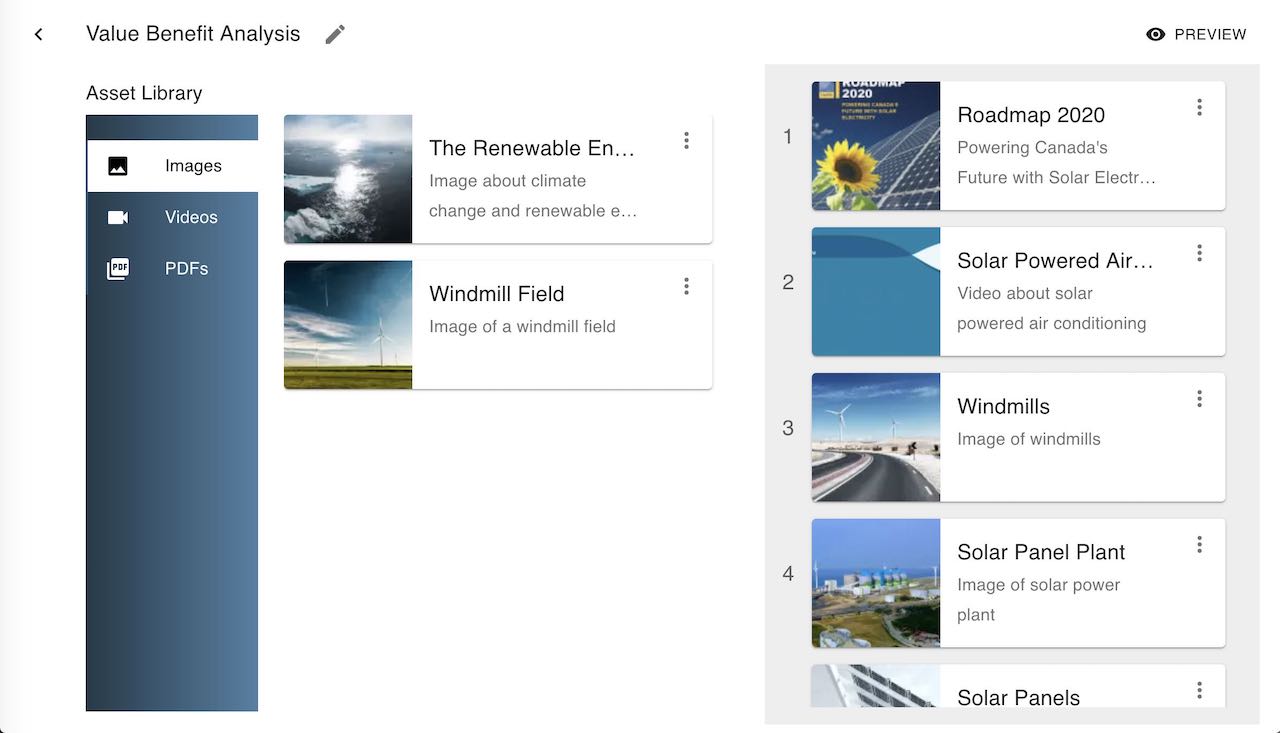 Value Benefit Analysis
PREVIEW
Asset Library
Images
Videos
PDF
PDFs
The Renewable En...
Image about climate
change and renewable e...
Windmill Field
Image of a windmill field
1
ROADMAP
2020
POWERING CANADA'S
FUTURE WITH SOLAR
ELECTRICITY
Roadmap 2020
Powering Canada's
Future with Solar Electr...
2
Solar Powered Air...
Video about solar
powered air conditioning
3
Windmills
Image of windmills
4
Solar Panel Plant
Image of solar power
plant
Solar Panels